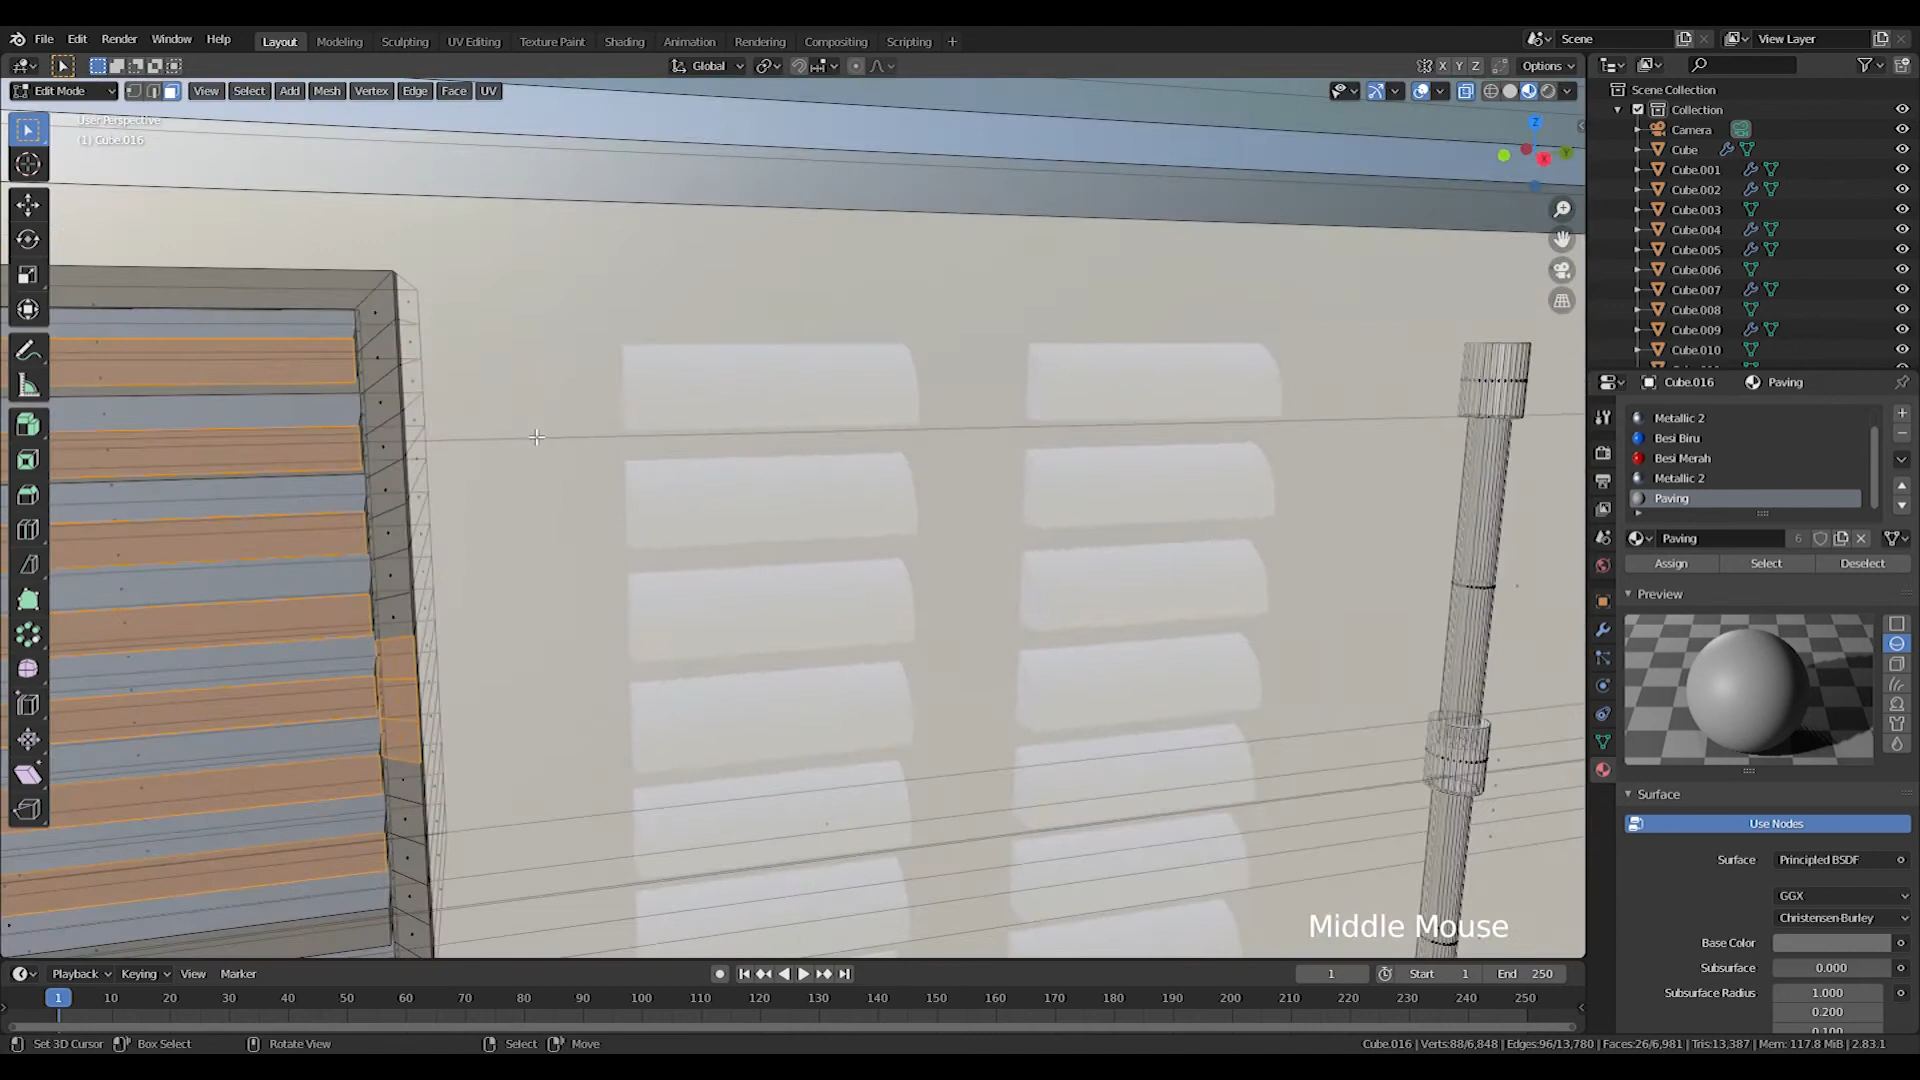 File Edit Render Window Help Layout Modeling Sculpting UV Editing Texture Paint Shading Animation Rendering Compositing Scripting + Scene View Layer
Global X Y Z Options
Edit Mode View Select Add Mesh Vertex Edge Face UV
User Perspective
(1) Cube.016
Z
X
Y
Scene Collection
Collection
Camera
Cube
Cube.001
Cube.002
Cube.003
Cube.004
Cube.005
Cube.006
Cube.007
Cube.008
Cube.009
Cube.010
Cube.016 Paving
Metallic 2
Besi Biru
Besi Merah
Metallic 2
Paving
Paving 6
Assign Select Deselect
Preview
Surface
Use Nodes
Surface Principled BSDF
GGX
Christensen-Burley
Base Color
Subsurface 0.000
Subsurface Radius 1.000
0.200
0.100
Middle Mouse
Playback Keying View Marker 1 Start 1 End 250
1 10 20 30 40 50 60 70 80 90 100 110 120 130 140 150 160 170 180 190 200 210 220 230 240 250
Set 3D Cursor Box Select Rotate View Select Move Cube.016 | Verts:88/6,848 | Edges:96/13,780 | Faces:26/6,981 | Tris:13,387 | Mem: 117.8 MiB | 2.83.1